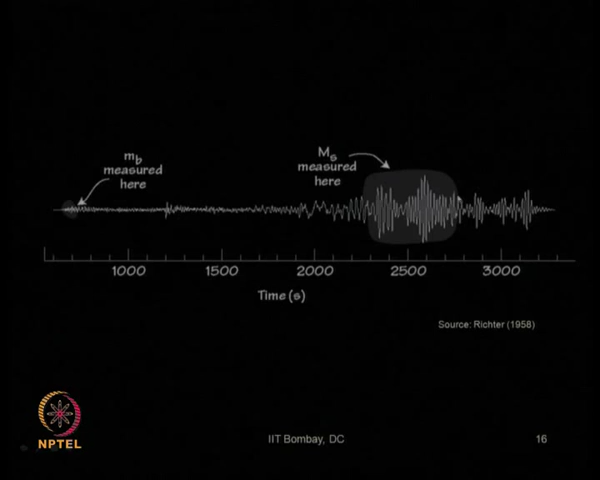 mb
measured
here
Ms
measured
here
1000 1500 2000 2500 3000
Time (s)
Source: Richter (1958)
NPTEL
IIT Bombay, DC
16